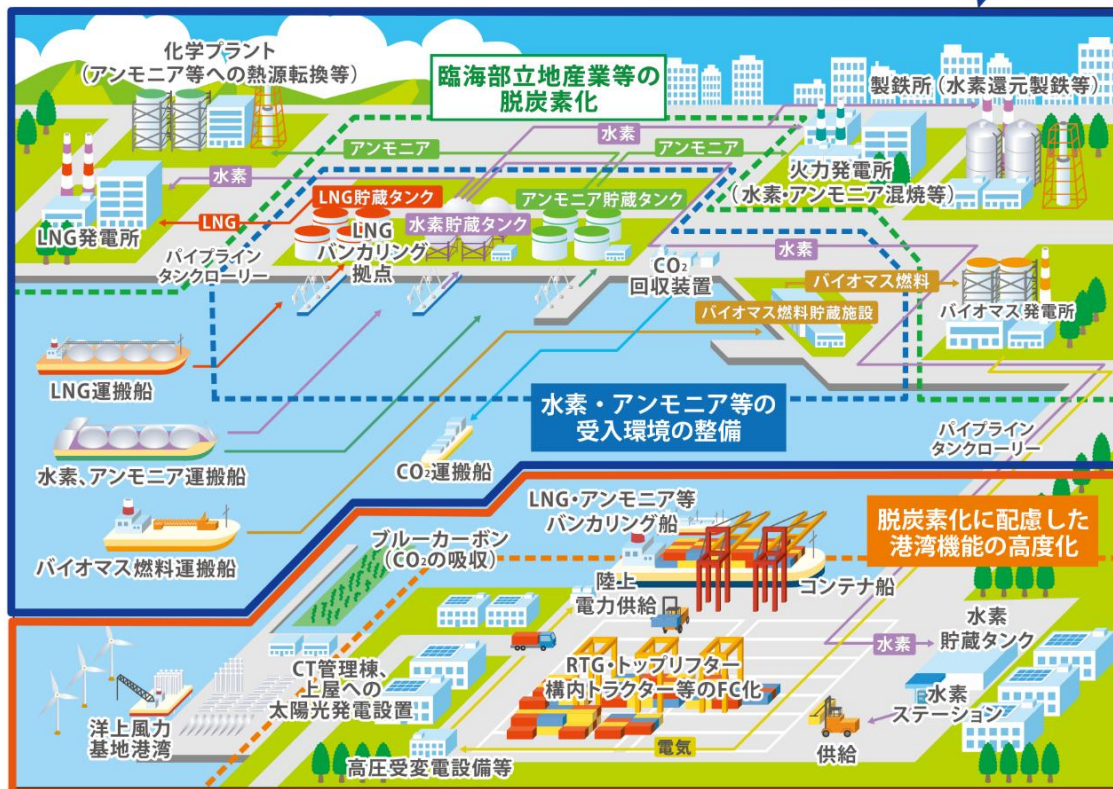 化学プラント
（アンモニア等への熱源転換等）
臨海部立地産業等の
脱炭素化
製鉄所（水素還元製鉄等）
水素
アンモニア
アンモニア
火力発電所
（水素・アンモニア混焼等）
水素
LNG貯蔵タンク
アンモニア貯蔵タンク
LNG
水素貯蔵タンク
LNG発電所
LNG
バンカリング
拠点
パイプライン
タンクローリー
CO₂
回収装置
水素
バイオマス燃料
バイオマス燃料貯蔵施設
バイオマス発電所
LNG運搬船
水素・アンモニア等の
受入環境の整備
パイプライン
タンクローリー
水素、アンモニア運搬船
CO₂運搬船
LNG・アンモニア等
バンカリング船
脱炭素化に配慮した
港湾機能の高度化
バイオマス燃料運搬船
ブルーカーボン
（CO₂の吸収）
陸上
電力供給
コンテナ船
水素
貯蔵タンク
水素
CT管理棟、
上屋への
太陽光発電設置
RTG・トップリフター
構内トラクター等のFC化
水素
ステーション
洋上風力
基地港湾
電気
供給
高圧受変電設備等